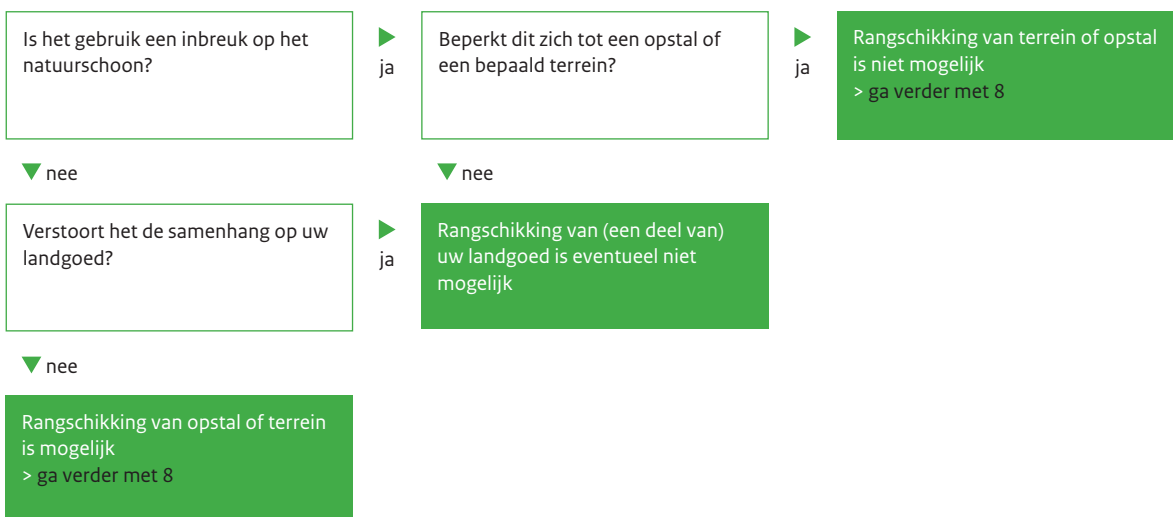 Is het gebruik een inbreuk op het
natuurschoon?
ja
Beperkt dit zich tot een opstal of
een bepaald terrein?
ja
Rangschikking van terrein of opstal
is niet mogelijk
> ga verder met 8
nee
nee
Verstoort het de samenhang op uw
landgoed?
ja
Rangschikking van (een deel van)
uw landgoed is eventueel niet
mogelijk
nee
Rangschikking van opstal of terrein
is mogelijk
> ga verder met 8